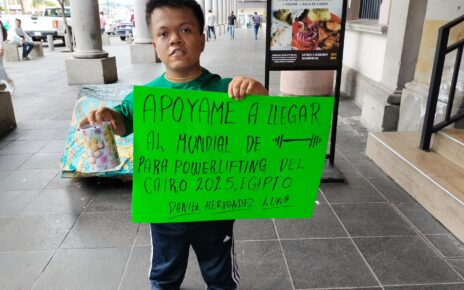 APOYAME A LLEGAR
AL MUNDIAL DE
PARA POWERLIFTING DEL
CAIRO 2025, EGIPTO
DANIEL HERNANDEZ LUNA